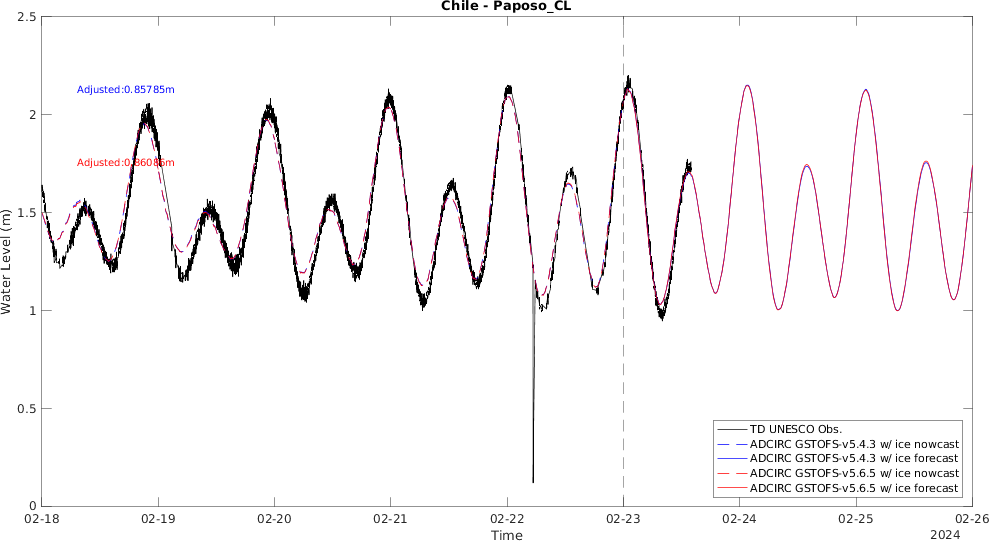 Chile - Paposo_CL
2.5
2
1.5
1
0.5
0
Water Level (m)
Adjusted:0.85785m
Adjusted:0.86086m
TD UNESCO Obs.
ADCIRC GSTOFS-v5.4.3 w/ ice nowcast
ADCIRC GSTOFS-v5.4.3 w/ ice forecast
ADCIRC GSTOFS-v5.6.5 w/ ice nowcast
ADCIRC GSTOFS-v5.6.5 w/ ice forecast
02-18 02-19 02-20 02-21 02-22 02-23 02-24 02-25 02-26
Time
2024